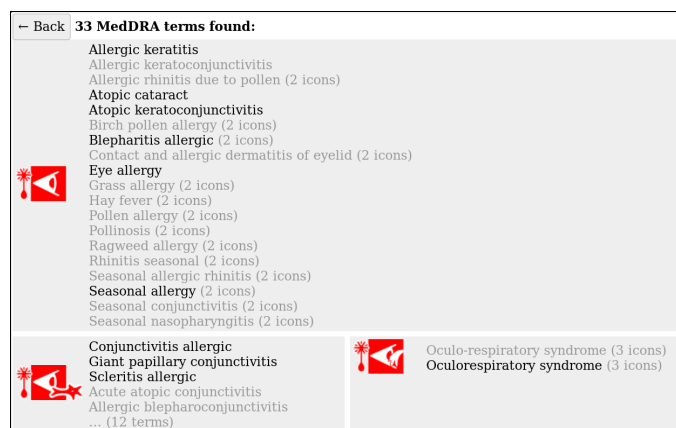 ← Back 33 MedDRA terms found:
Allergic keratitis
Allergic keratoconjunctivitis
Allergic rhinitis due to pollen (2 icons)
Atopic cataract
Atopic keratoconjunctivitis
Birch pollen allergy (2 icons)
Blepharitis allergic (2 icons)
Contact and allergic dermatitis of eyelid (2 icons)
Eye allergy
Grass allergy (2 icons)
Hay fever (2 icons)
Pollen allergy (2 icons)
Pollinosis (2 icons)
Ragweed allergy (2 icons)
Rhinitis seasonal (2 icons)
Seasonal allergic rhinitis (2 icons)
Seasonal allergy (2 icons)
Seasonal conjunctivitis (2 icons)
Seasonal nasopharyngitis (2 icons)
Conjunctivitis allergic
Giant papillary conjunctivitis
Scleritis allergic
Acute atopic conjunctivitis
Allergic blepharoconjunctivitis
... (12 terms)
Oculo-respiratory syndrome (3 icons)
Oculorespiratory syndrome (3 icons)